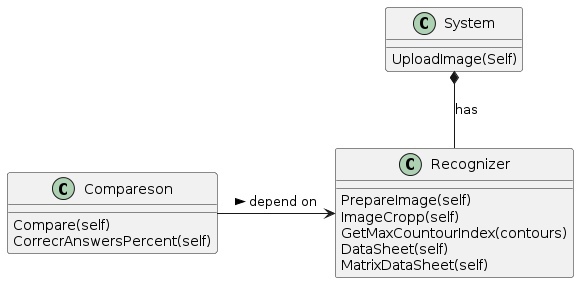 C System
UploadImage(Self)
has
C Compareson
Compare(self)
CorrecrAnswersPercent(self)
depend on
C Recognizer
PrepareImage(self)
ImageCropp(self)
GetMaxCountourIndex(contours)
DataSheet(self)
MatrixDataSheet(self)